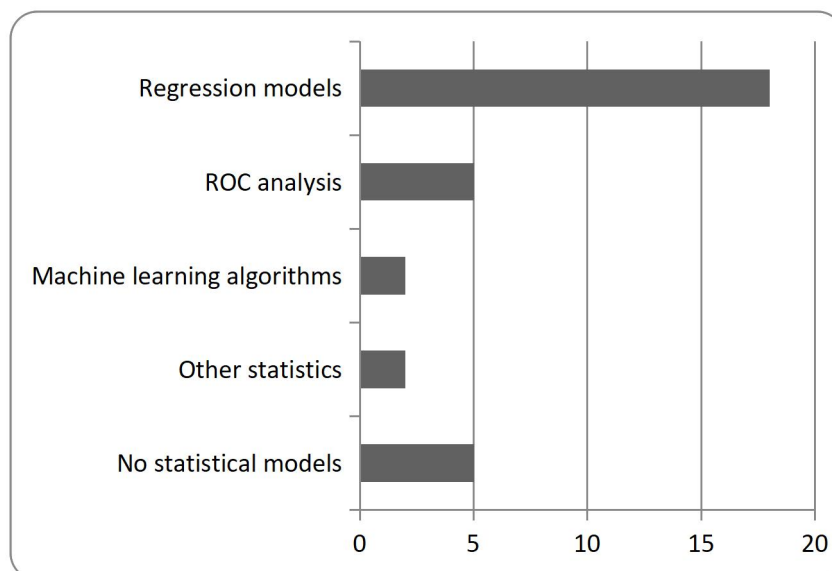 Regression models
ROC analysis
Machine learning algorithms
Other statistics
No statistical models
0 5 10 15 20